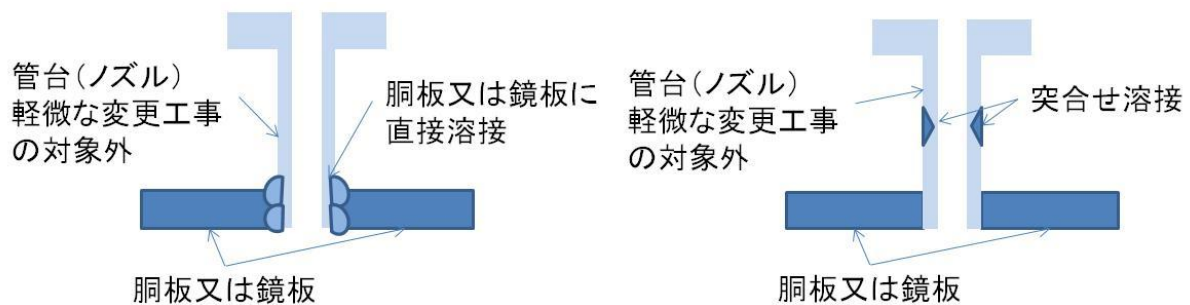 管台(ノズル)
軽微な変更工事
の対象外
胴板又は鏡板に
直接溶接
胴板又は鏡板
管台(ノズル)
軽微な変更工事
の対象外
突合せ溶接
胴板又は鏡板